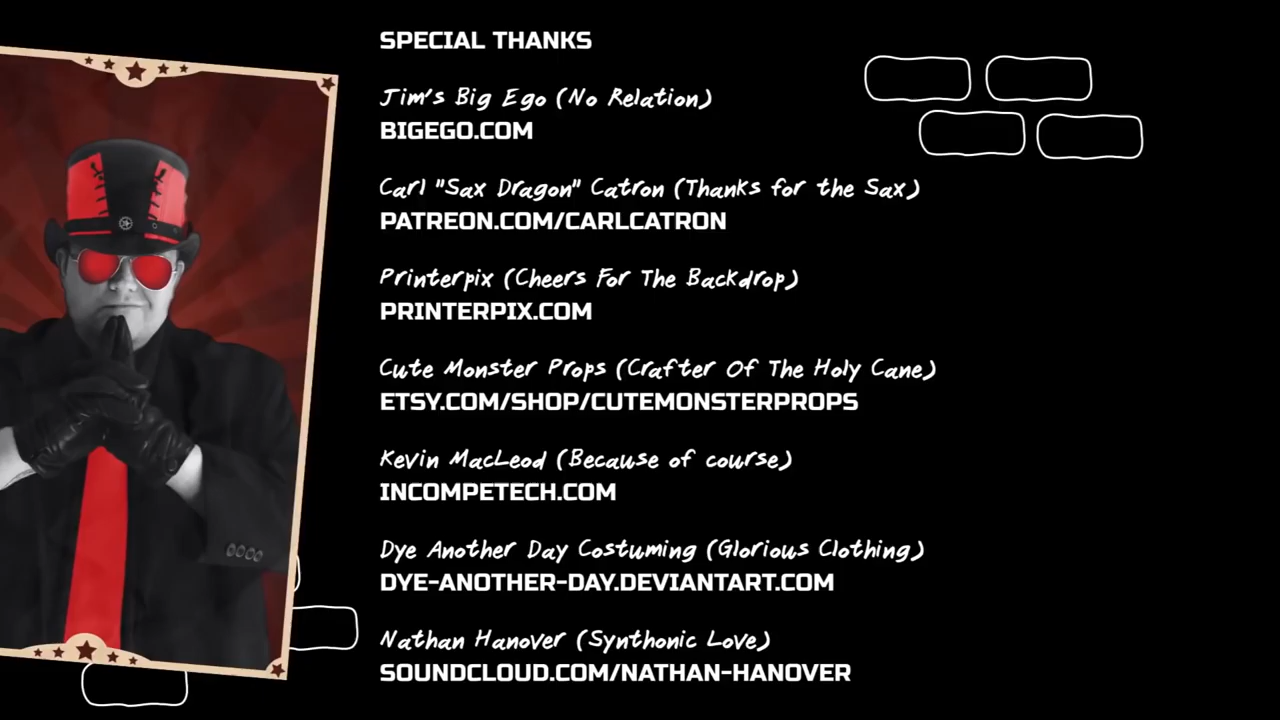 SPECIAL THANKS
Jim's Big Ego (No Relation)
BIGEGO.COM
Carl "Sax Dragon" Catron (Thanks for the Sax)
PATREON.COM/CARLCATRON
Printerpix (Cheers For The Backdrop)
PRINTERPIX.COM
Cute Monster Props (Crafter Of The Holy Cane)
ETSY.COM/SHOP/CUTEMONSTERPROPS
Kevin MacLeod (Because of course)
INCOMPETECH.COM
Dye Another Day Costuming (Glorious Clothing)
DYE-ANOTHER-DAY.DEVIANTART.COM
Nathan Hanover (Synthonic Love)
SOUNDCLOUD.COM/NATHAN-HANOVER